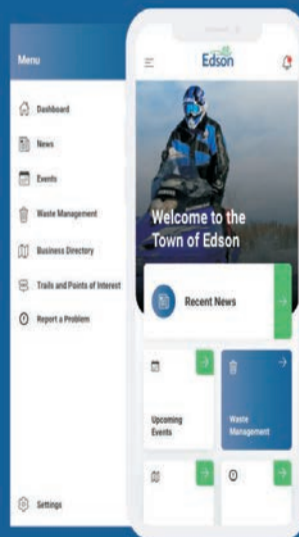 Menu
Dashboard
News
Events
Waste Management
Business Directory
Trails and Points of Interest
Report a Problem
Settings
Edson
Welcome to the
Town of Edson
Recent News
Upcoming
Events
Waste
Management